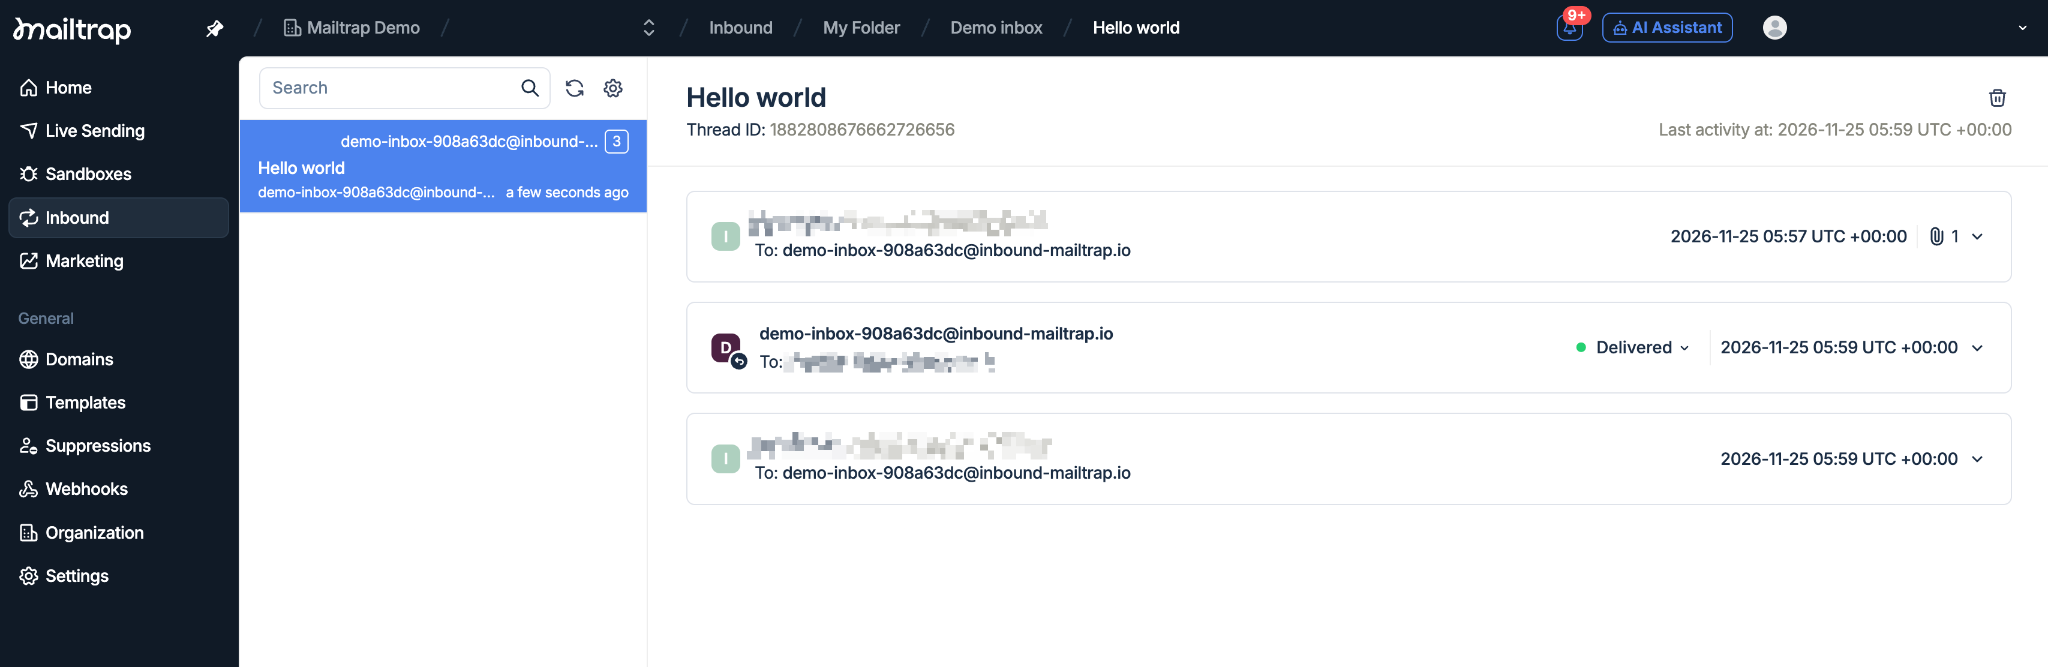 mailtrap
/ Mailtrap Demo / / Inbound / My Folder / Demo inbox / Hello world
9+
AI Assistant
Home
Live Sending
Sandboxes
Inbound
Marketing
General
Domains
Templates
Suppressions
Webhooks
Organization
Settings
Search
demo-inbox-908a63dc@inbound-... 3
Hello world
demo-inbox-908a63dc@inbound-... a few seconds ago
Hello world
Thread ID: 1882808676662726656
Last activity at: 2026-11-25 05:59 UTC +00:00
I
To: demo-inbox-908a63dc@inbound-mailtrap.io
2026-11-25 05:57 UTC +00:00
1
D
demo-inbox-908a63dc@inbound-mailtrap.io
To:
Delivered
2026-11-25 05:59 UTC +00:00
I
To: demo-inbox-908a63dc@inbound-mailtrap.io
2026-11-25 05:59 UTC +00:00